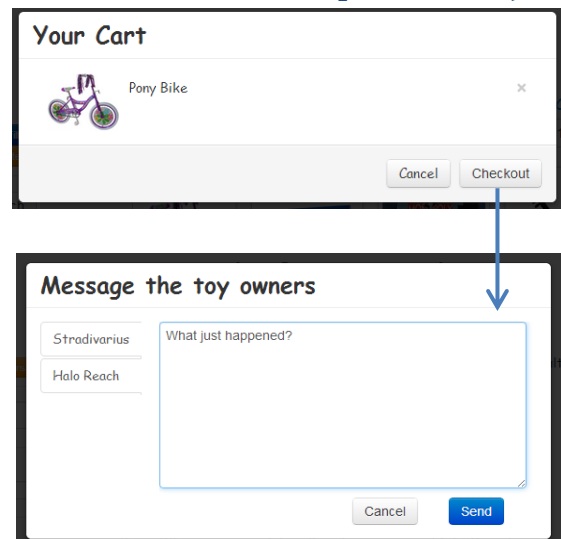 Your Cart
Pony Bike
×
Cancel Checkout
Message the toy owners
Stradivarius
What just happened?
Halo Reach
Cancel Send